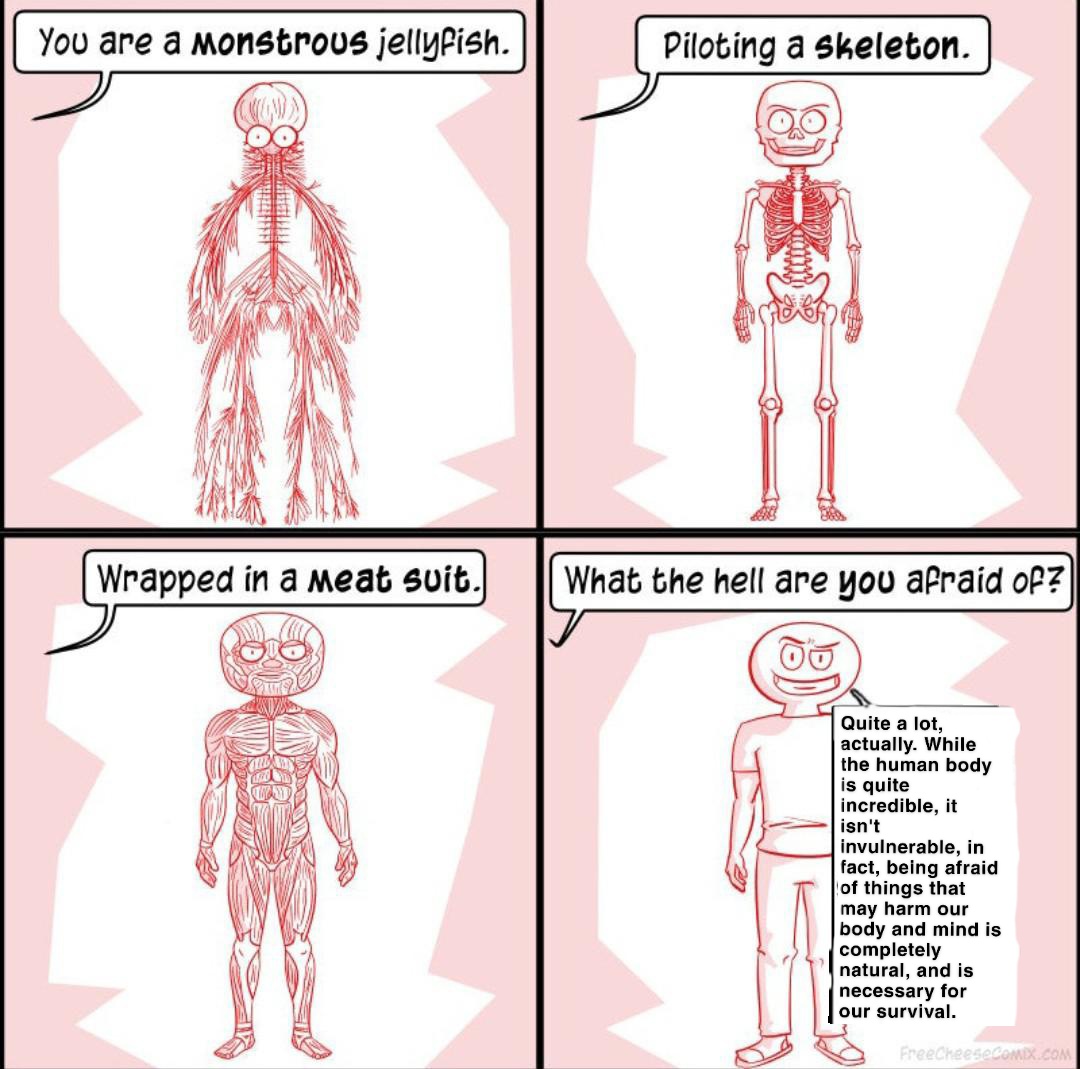 You are a monstrous jellyfish.
Piloting a skeleton.
Wrapped in a meat suit.
What the hell are you afraid of?
Quite a lot,
actually. While
the human body
is quite
incredible, it
isn't
invulnerable, in
fact, being afraid
of things that
may harm our
body and mind is
completely
natural, and is
necessary for
our survival.
FreeCheeseComix.com